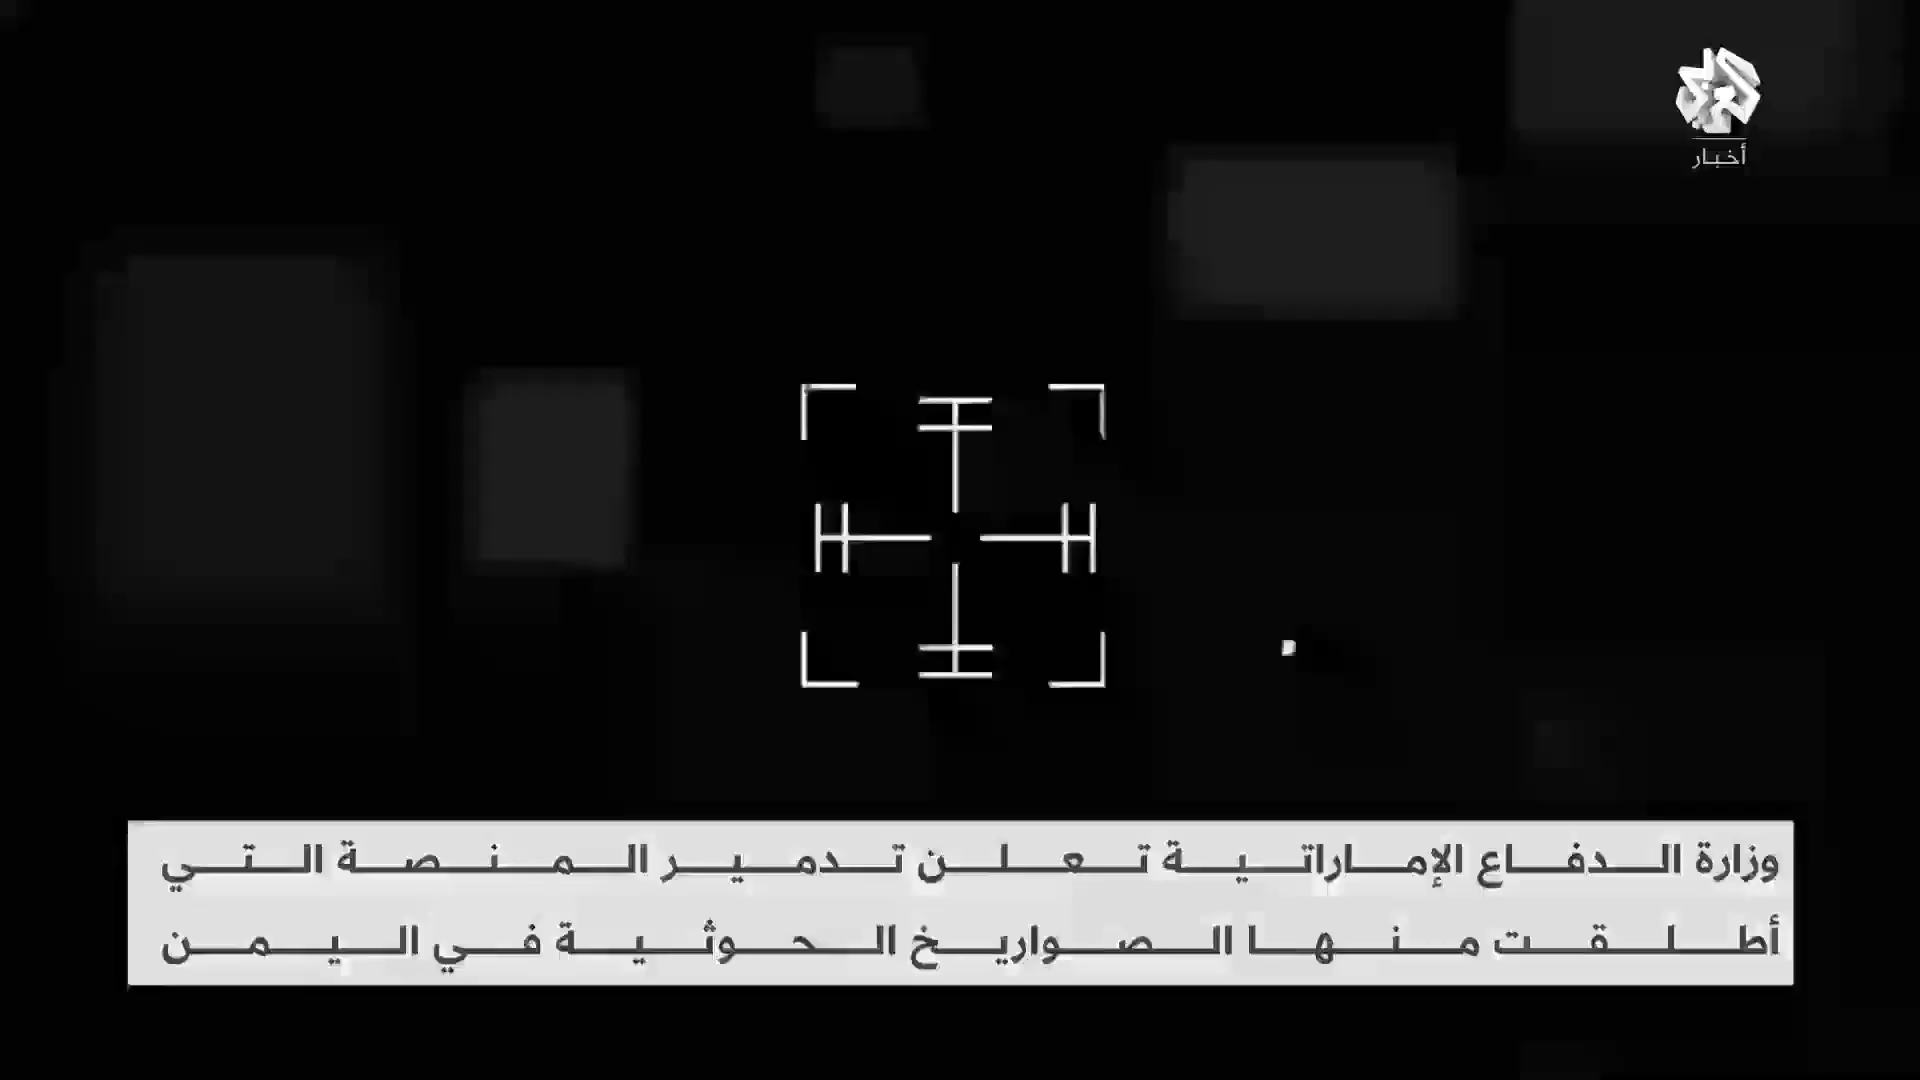 أخبار
وزارة الدفاع الإماراتية تعلن تدمير المنصة التي
أطلقت منها الصواريخ الحوثية في اليمن